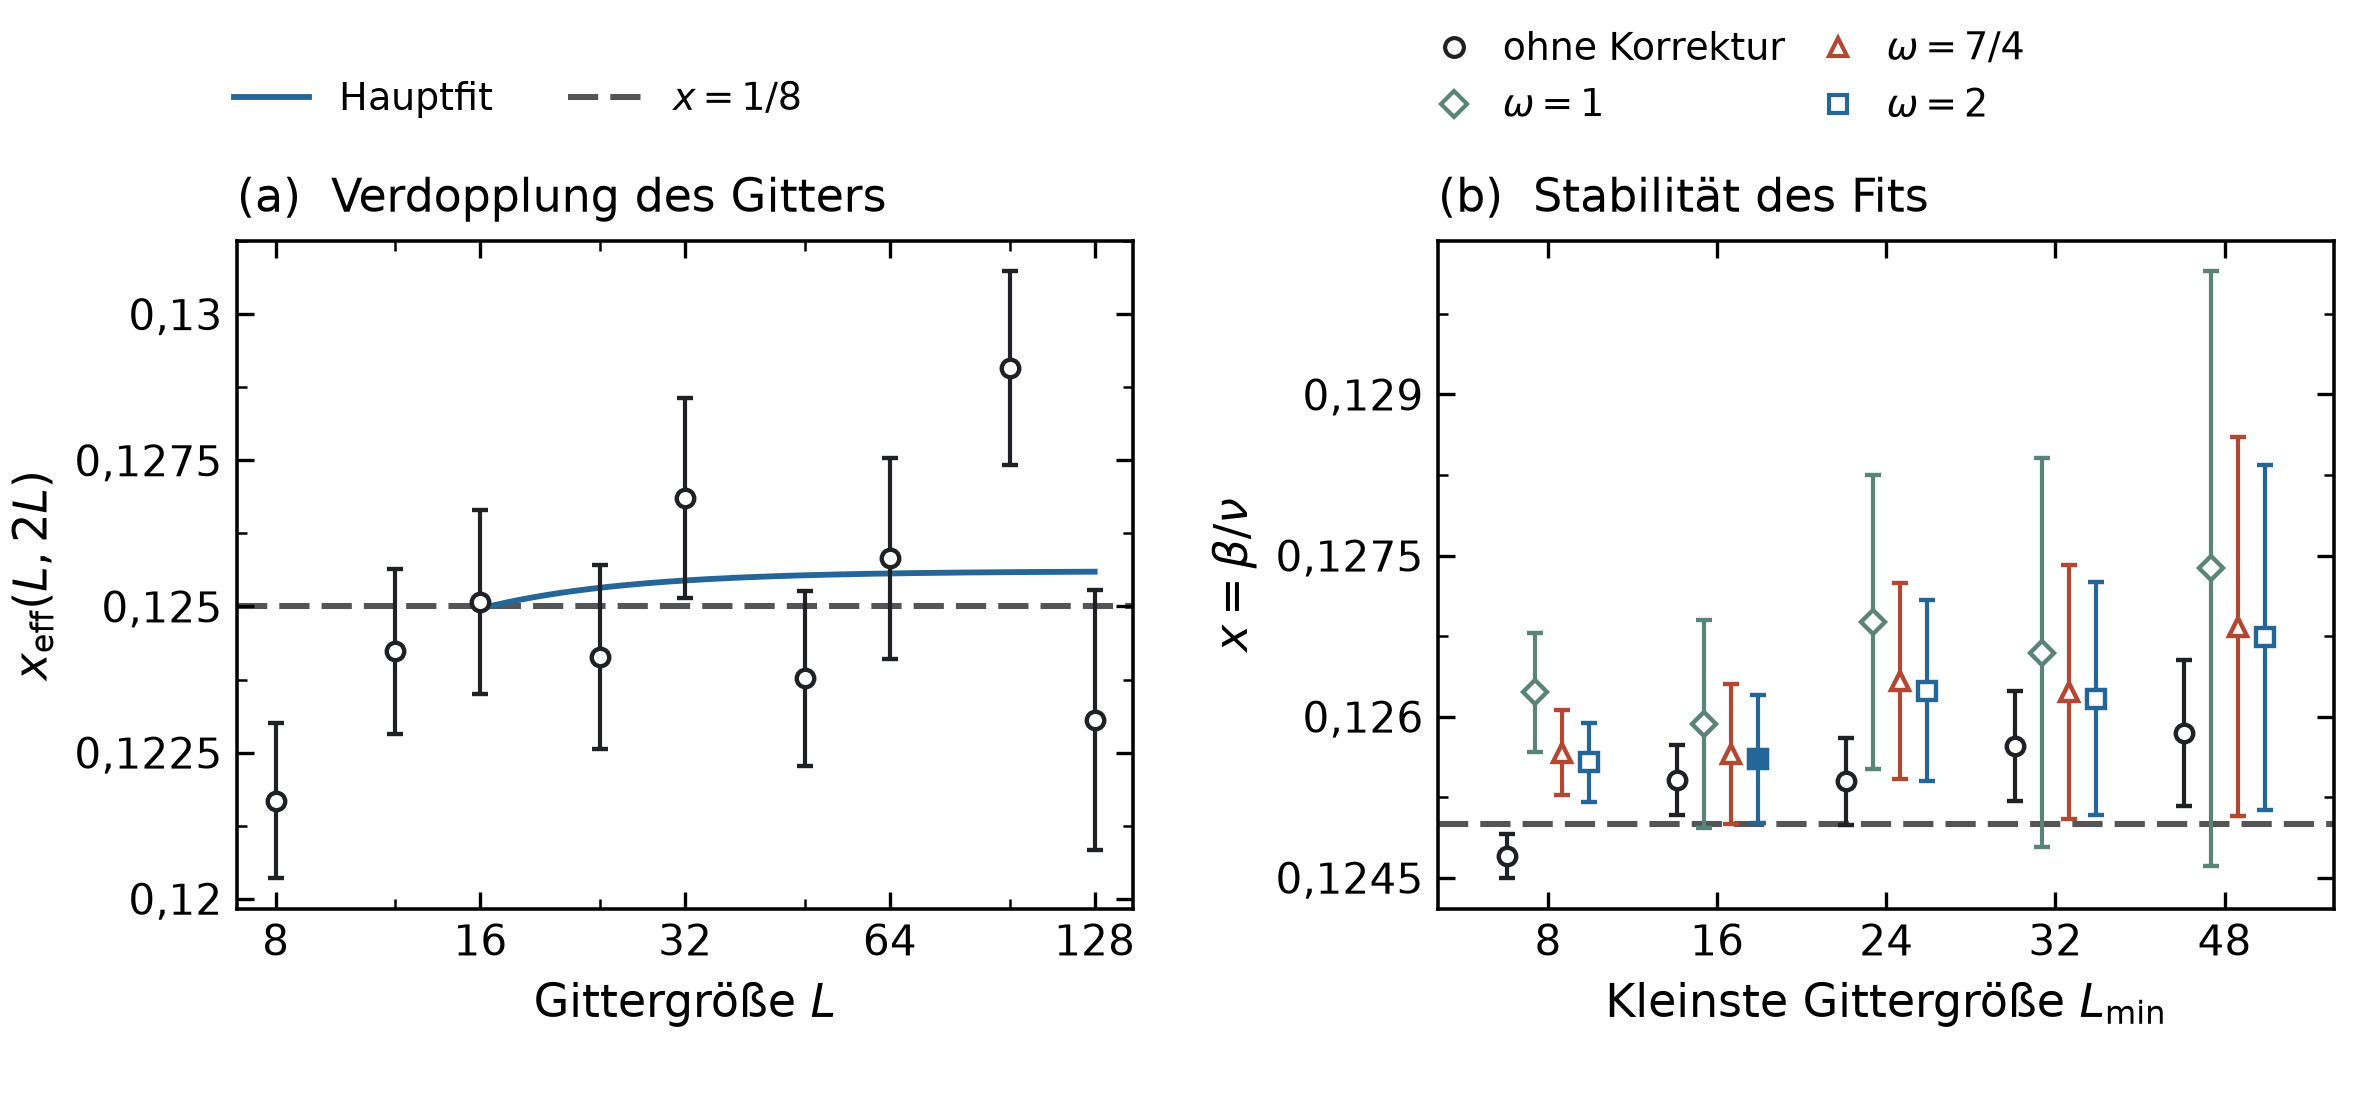 Hauptfit
x = 1/8
(a) Verdopplung des Gitters
x_eff(L, 2L)
0,13
0,1275
0,125
0,1225
0,12
8 16 32 64 128
Gittergröße L
ohne Korrektur
ω = 7/4
ω = 1
ω = 2
(b) Stabilität des Fits
x = β/ν
0,129
0,1275
0,126
0,1245
8 16 24 32 48
Kleinste Gittergröße L_min